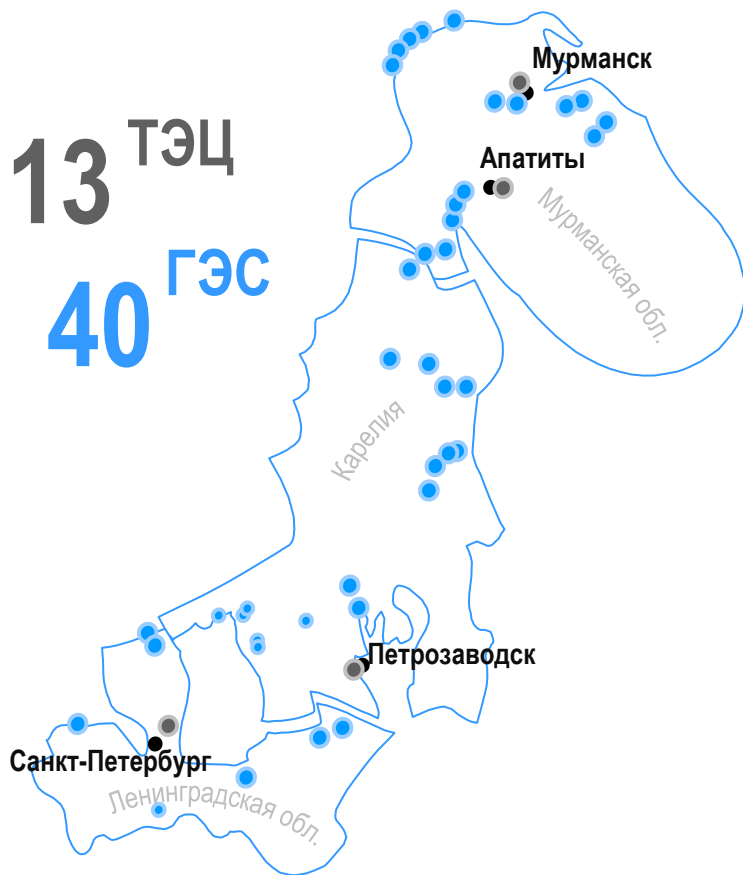 Мурманск
13 ТЭЦ
Апатиты
Мурманская обл.
40 ГЭС
Карелия
Петрозаводск
Санкт-Петербург
Ленинградская обл.